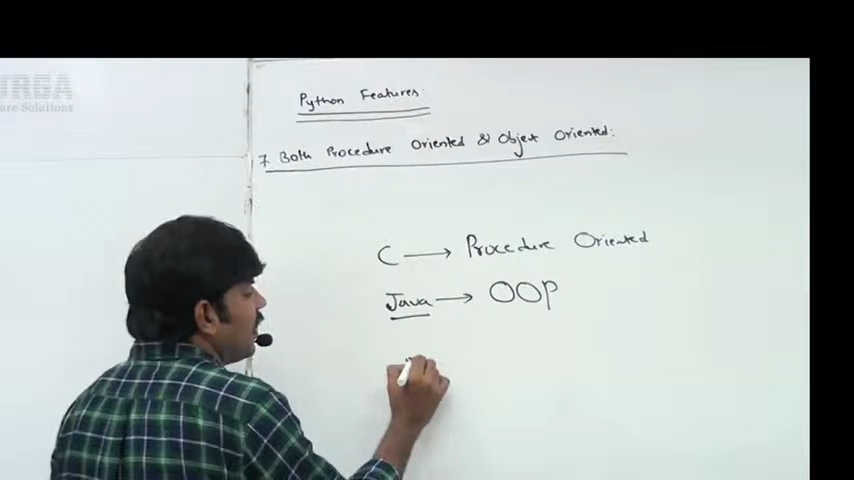 Python Features
7. Both Procedure Oriented & Object Oriented:
C → Procedure Oriented
Java → OOP